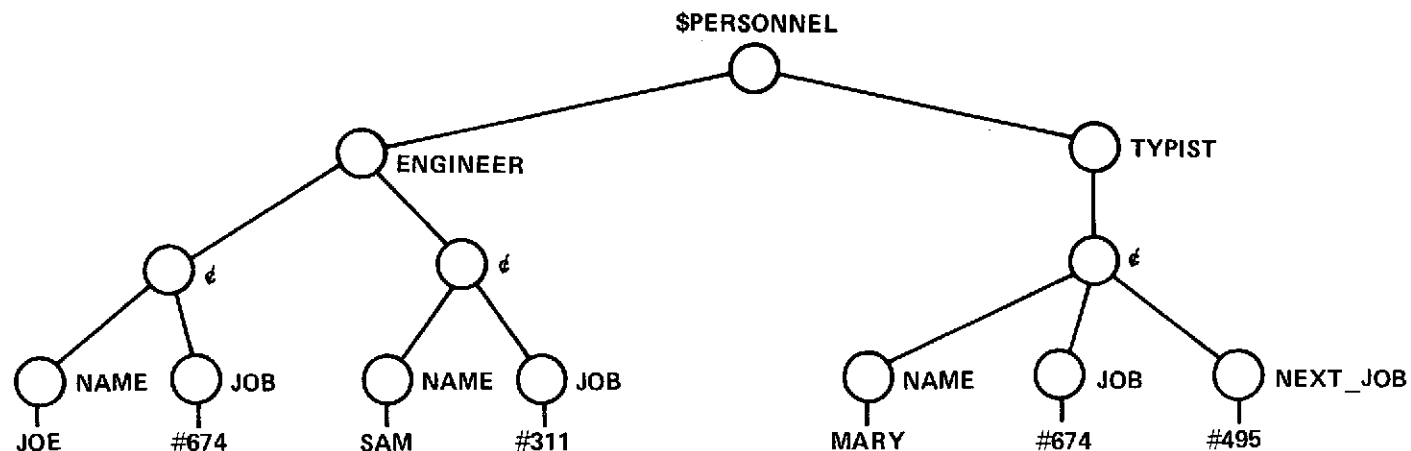 $PERSONNEL
ENGINEER
TYPIST
¢
¢
¢
NAME
JOB
NAME
JOB
NAME
JOB
NEXT_JOB
JOE
#674
SAM
#311
MARY
#674
#495